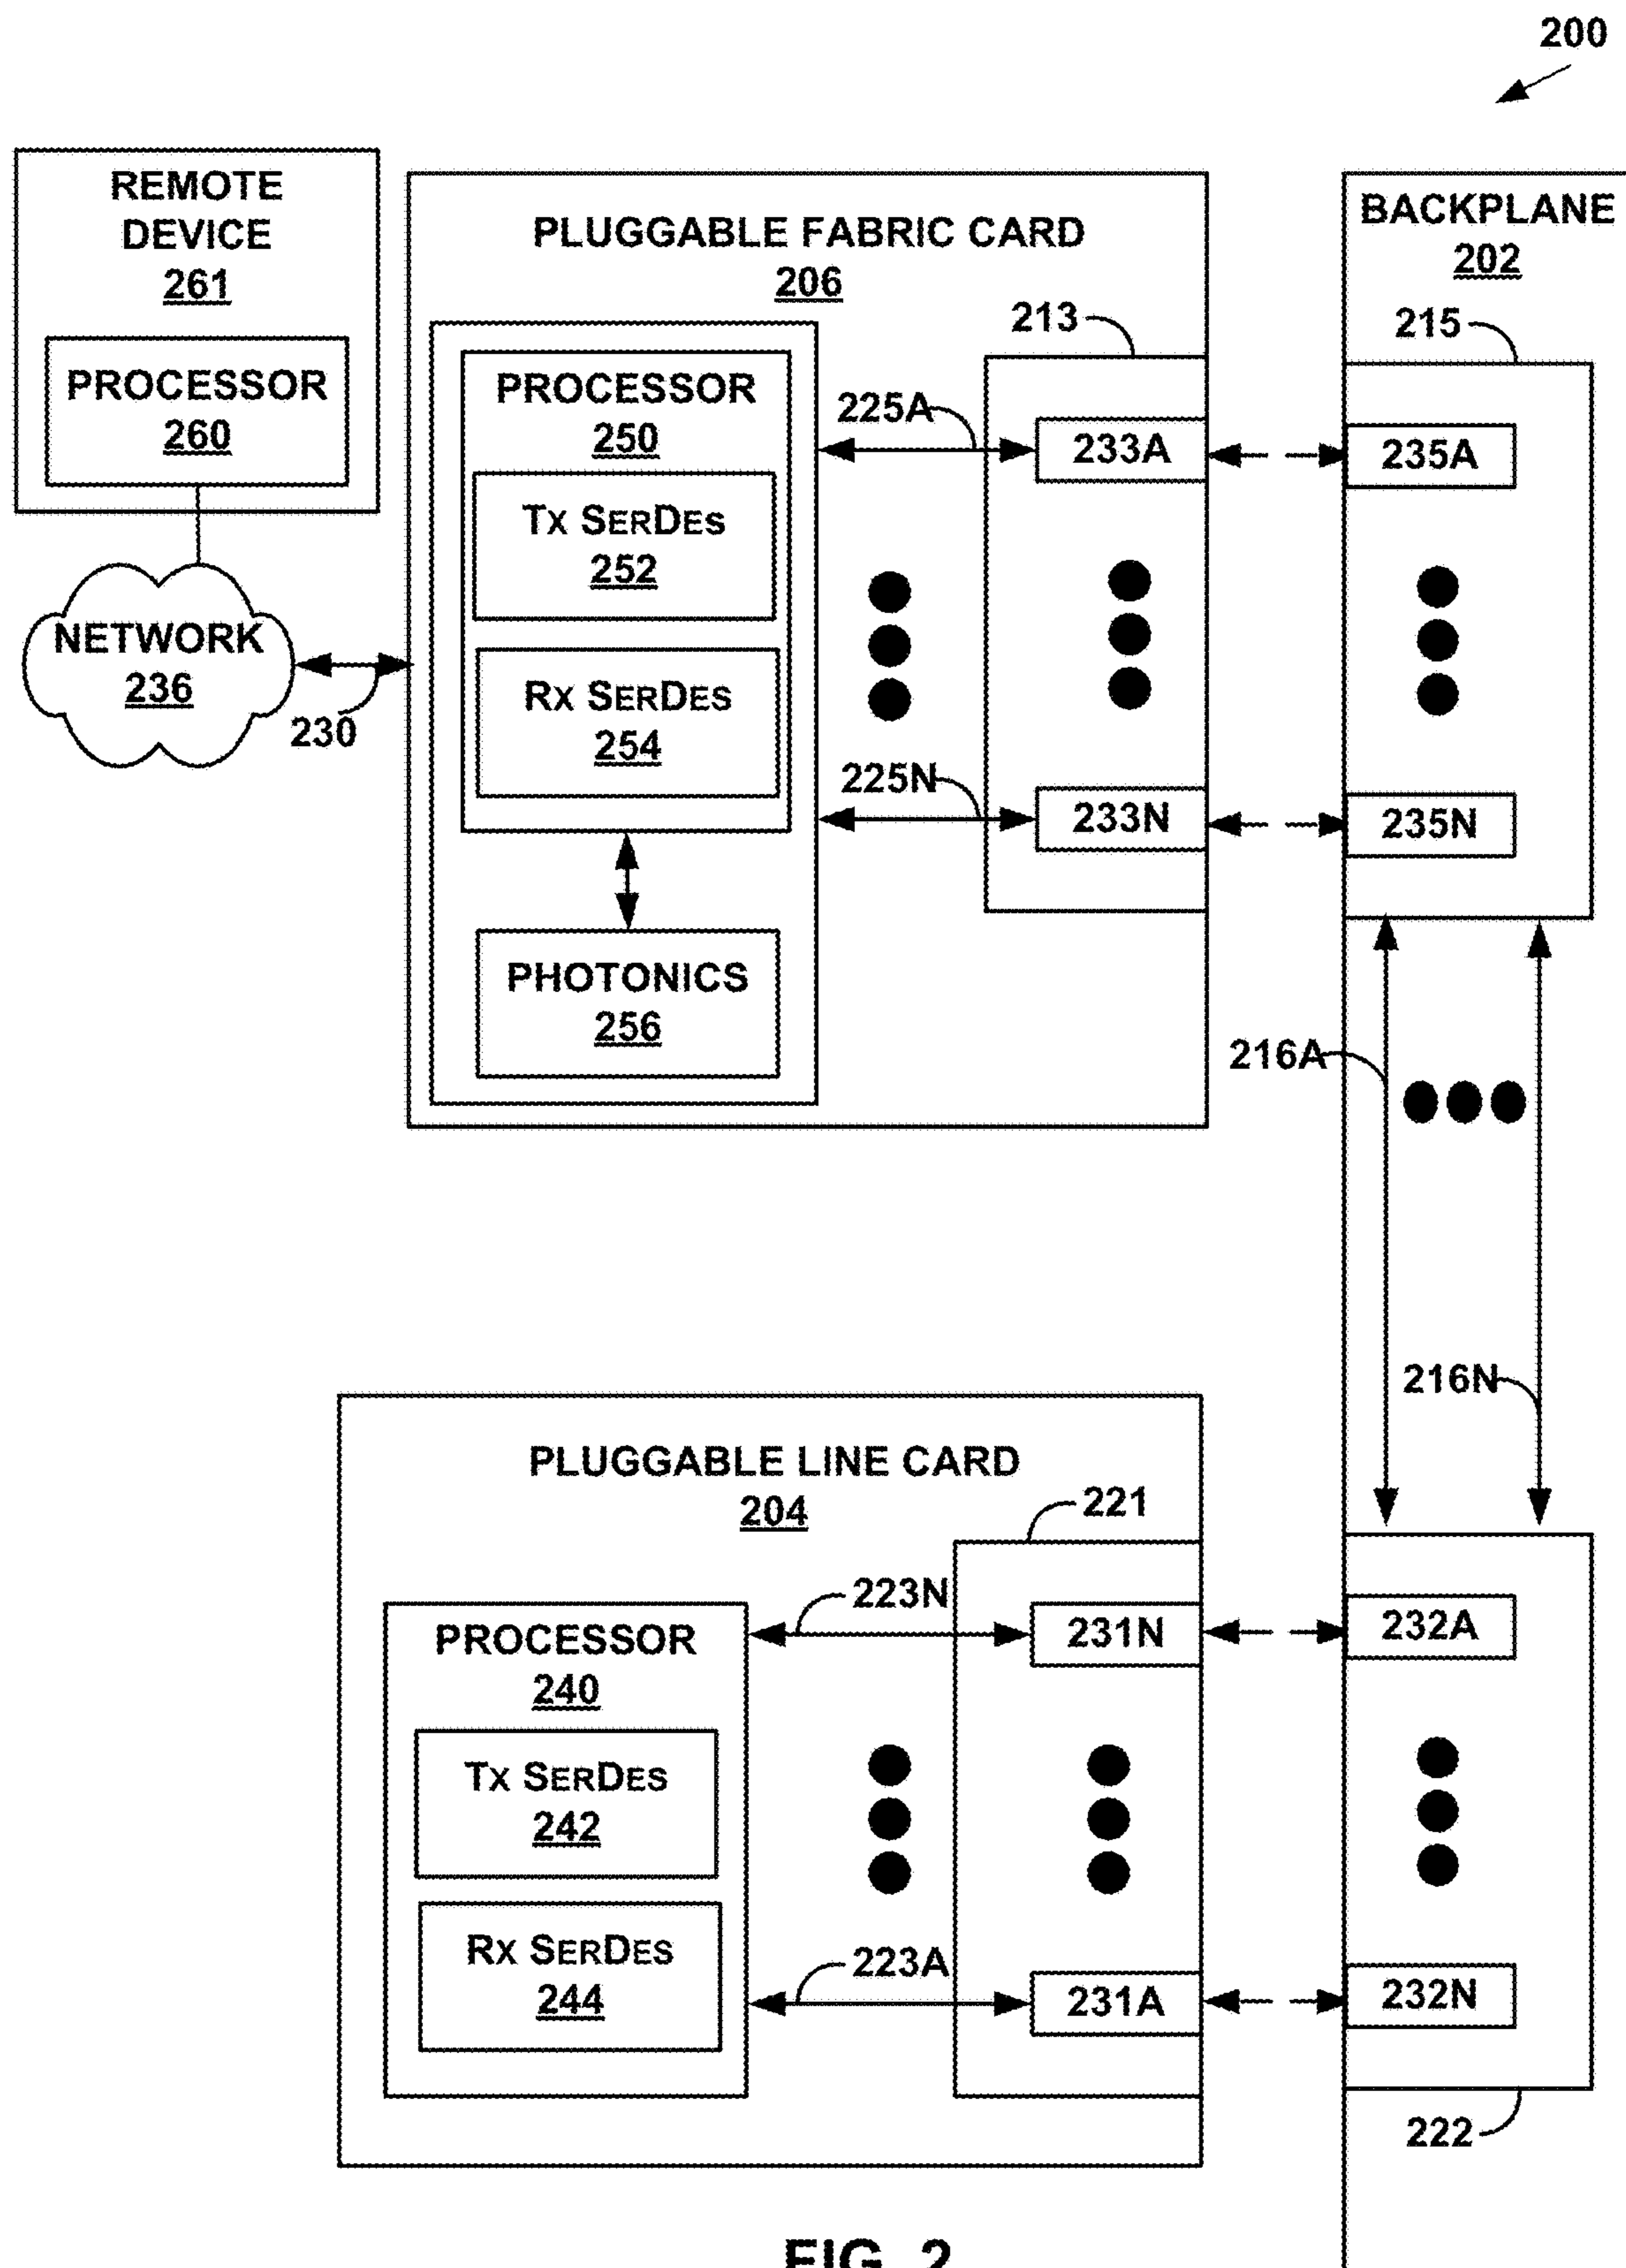 200
REMOTE
DEVICE
261
PROCESSOR
260
NETWORK
236
230
PLUGGABLE FABRIC CARD
206
PROCESSOR
250
Tx SerDes
252
Rx SerDes
254
PHOTONICS
256
213
225A
233A
225N
233N
BACKPLANE
202
215
235A
235N
216A
216N
PLUGGABLE LINE CARD
204
221
PROCESSOR
240
Tx SerDes
242
Rx SerDes
244
223N
231N
223A
231A
232A
232N
222
FIG. 2